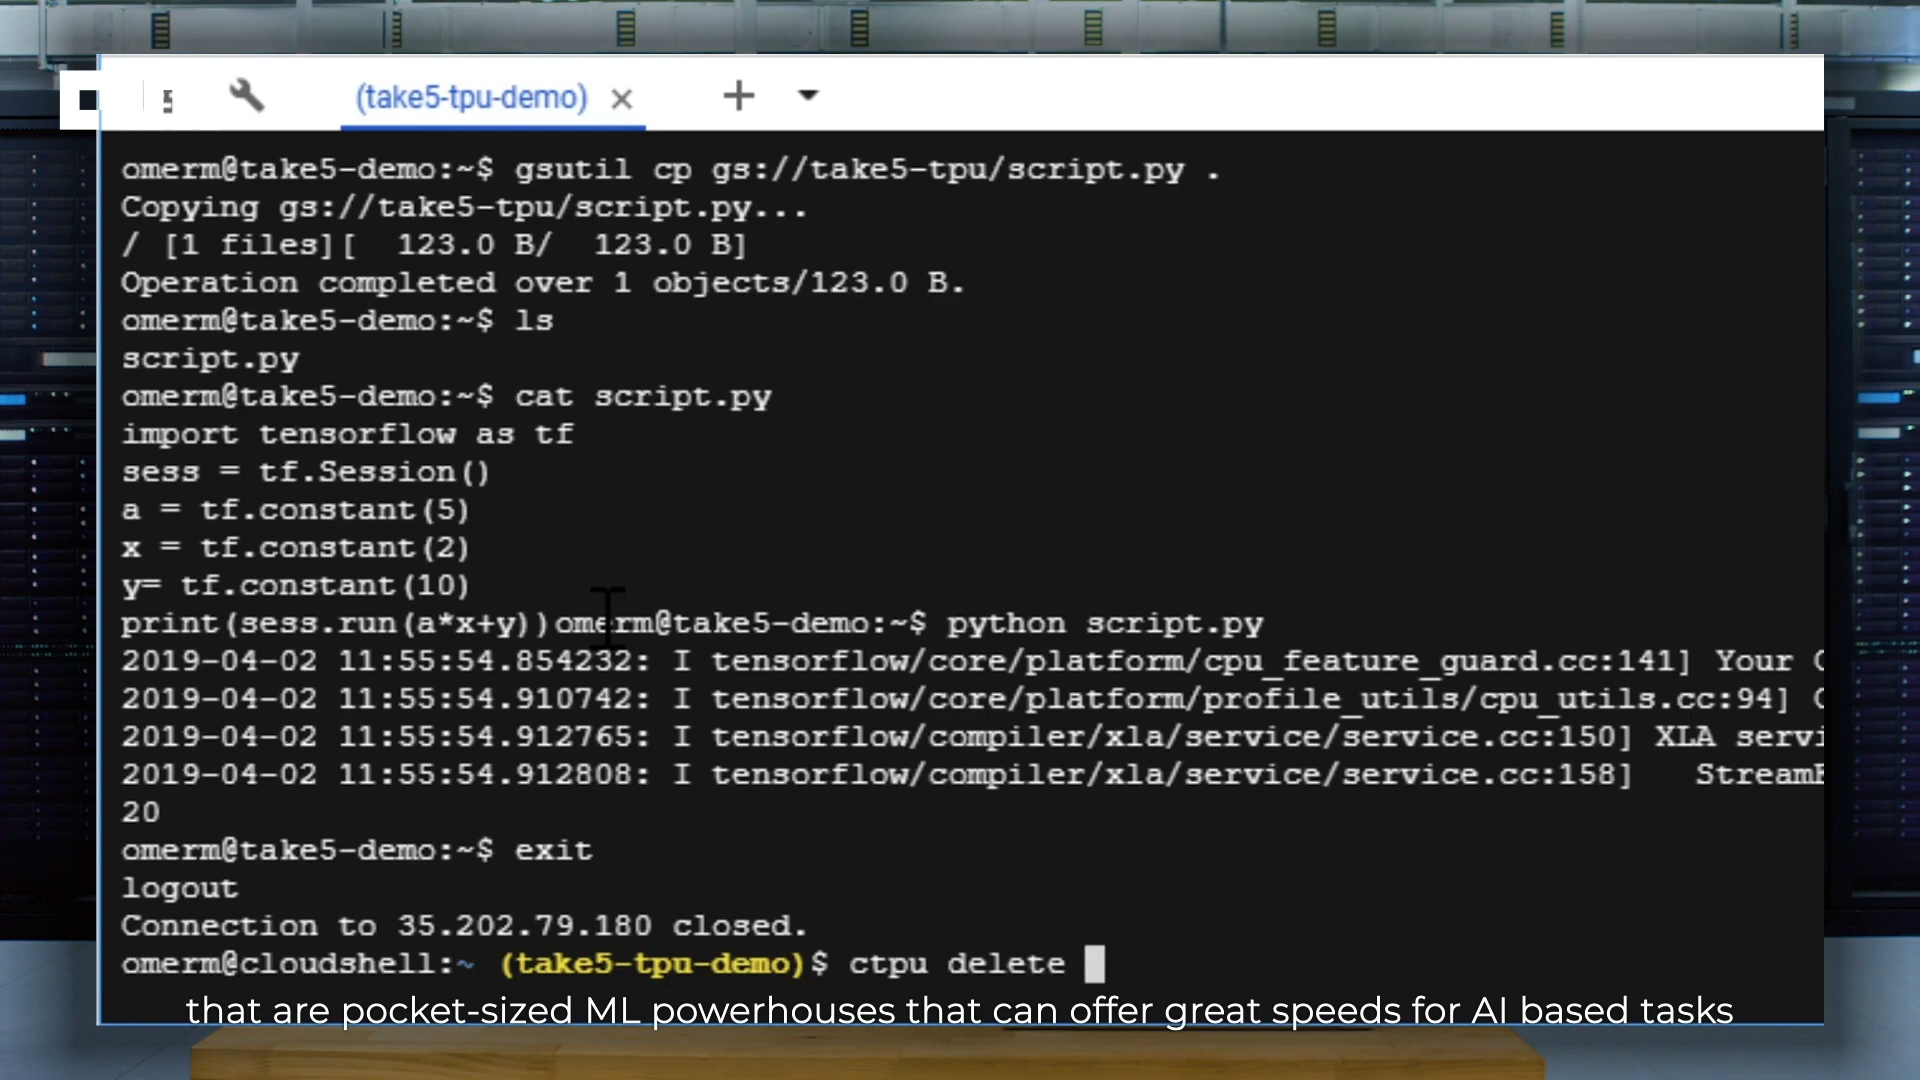 (take5-tpu-demo)
omerm@take5-demo:~$ gsutil cp gs://take5-tpu/script.py .
Copying gs://take5-tpu/script.py...
/ [1 files][  123.0 B/  123.0 B]
Operation completed over 1 objects/123.0 B.
omerm@take5-demo:~$ ls
script.py
omerm@take5-demo:~$ cat script.py
import tensorflow as tf
sess = tf.Session()
a = tf.constant(5)
x = tf.constant(2)
y= tf.constant(10)
print(sess.run(a*x+y))omerm@take5-demo:~$ python script.py
2019-04-02 11:55:54.854232: I tensorflow/core/platform/cpu_feature_guard.cc:141] Your
2019-04-02 11:55:54.910742: I tensorflow/core/platform/profile_utils/cpu_utils.cc:94]
2019-04-02 11:55:54.912765: I tensorflow/compiler/xla/service/service.cc:150] XLA servi
2019-04-02 11:55:54.912808: I tensorflow/compiler/xla/service/service.cc:158]   Stream
20
omerm@take5-demo:~$ exit
logout
Connection to 35.202.79.180 closed.
omerm@cloudshell:~ (take5-tpu-demo)$ ctpu delete
that are pocket-sized ML powerhouses that can offer great speeds for AI based tasks